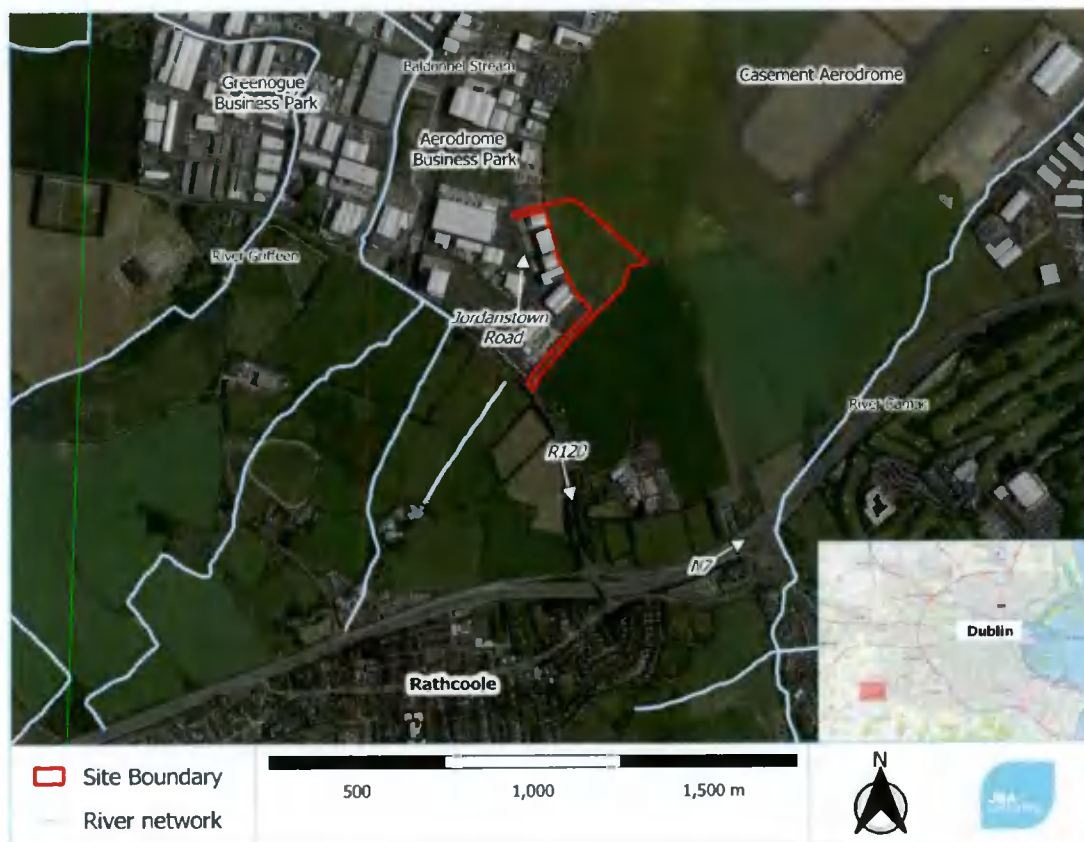 Greenogue
Business Park
Baldonnel Stream
Casement Aerodrome
Aerodrome
Business Park
River Griffeen
Jordanstown
Road
River Camac
R120
N7
Dublin
Rathcoole
Site Boundary
River network
500
1,000
1,500 m
N
JBA